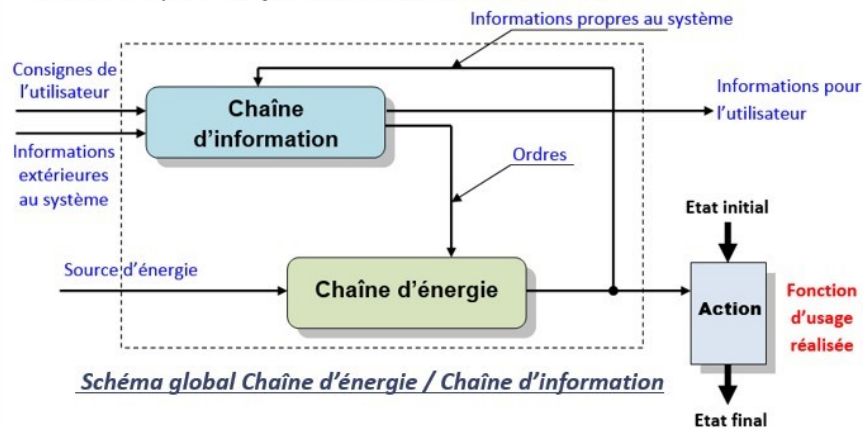 Informations propres au système
Consignes de
l’utilisateur
Chaîne
d’information
Informations pour
l’utilisateur
Informations
extérieures
au système
Ordres
Etat initial
Source d’énergie
Chaîne d’énergie
Action
Fonction
d’usage
réalisée
Schéma global Chaîne d’énergie / Chaîne d’information
Etat final